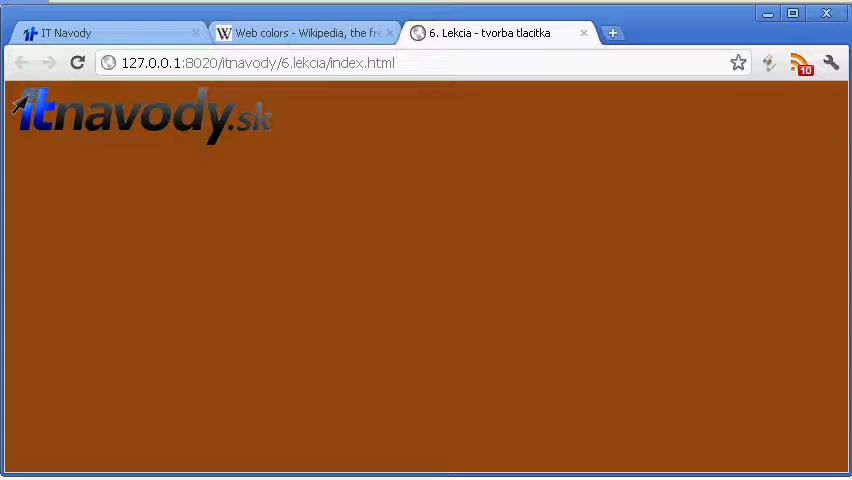 IT Navody
Web colors - Wikipedia, the fre
6. Lekcia - tvorba tlacitka
127.0.0.1:8020/itnavody/6.lekcia/index.html
10
itnavody.sk